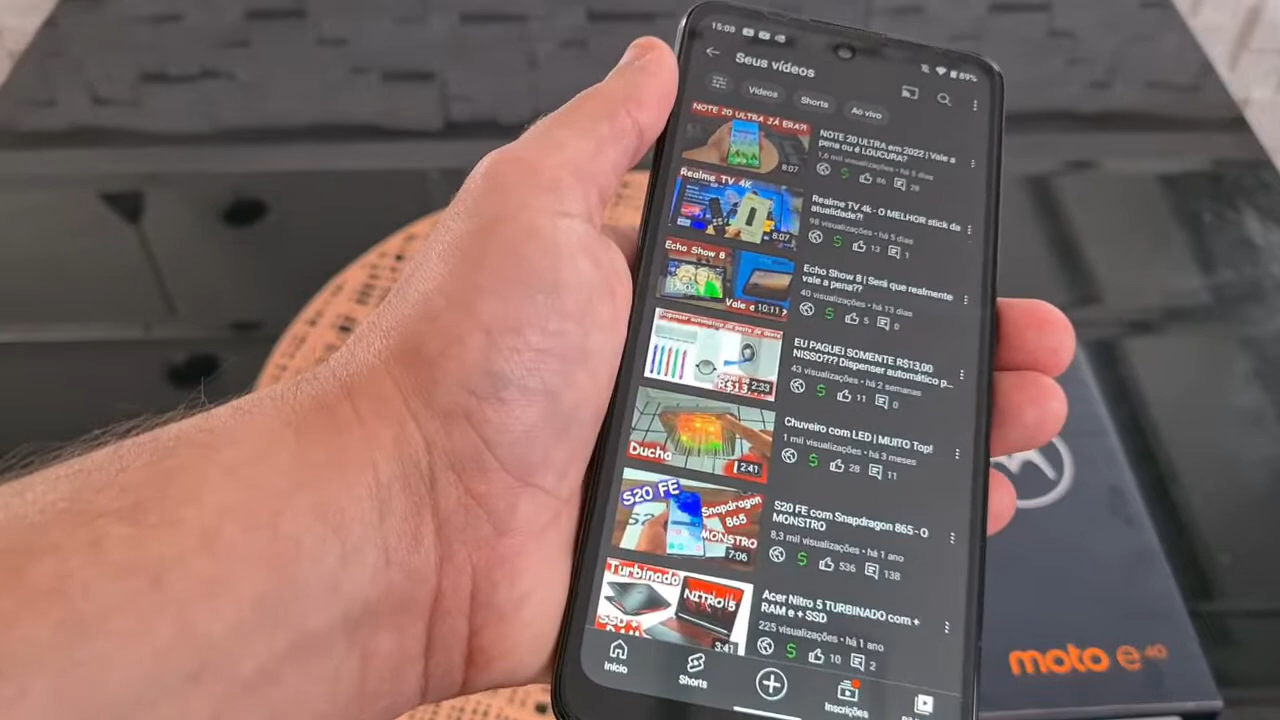 15:08
89%
Seus vídeos
Vídeos
Shorts
Ao vivo
NOTE 20 ULTRA JÁ ERA?!
8:07
NOTE 20 ULTRA em 2022 | Vale a
pena ou é LOUCURA?
1,6 mil visualizações • há 5 dias
86
28
Realme TV 4K
8:07
Realme TV 4k - O MELHOR stick da
atualidade?!
98 visualizações • há 5 dias
13
1
Echo Show 8
Vale e
10:11
Echo Show 8 | Será que realmente
vale a pena??
40 visualizações • há 13 dias
5
0
Dispenser automático de pasta de dente
R$13
2:33
EU PAGUEI SOMENTE R$13,00
NISSO??? Dispenser automático p...
43 visualizações • há 2 semanas
11
0
Ducha
2:41
Chuveiro com LED | MUITO Top!
1 mil visualizações • há 3 meses
28
11
S20 FE
Snapdragon
865
MONSTRO
7:06
S20 FE com Snapdragon 865 - O
MONSTRO
8,3 mil visualizações • há 1 ano
536
138
Turbinado
NITRO 5
SSD +
RAM
3:41
Acer Nitro 5 TURBINADO com +
RAM e + SSD
225 visualizações • há 1 ano
10
2
Início
Shorts
Inscrições
moto e40